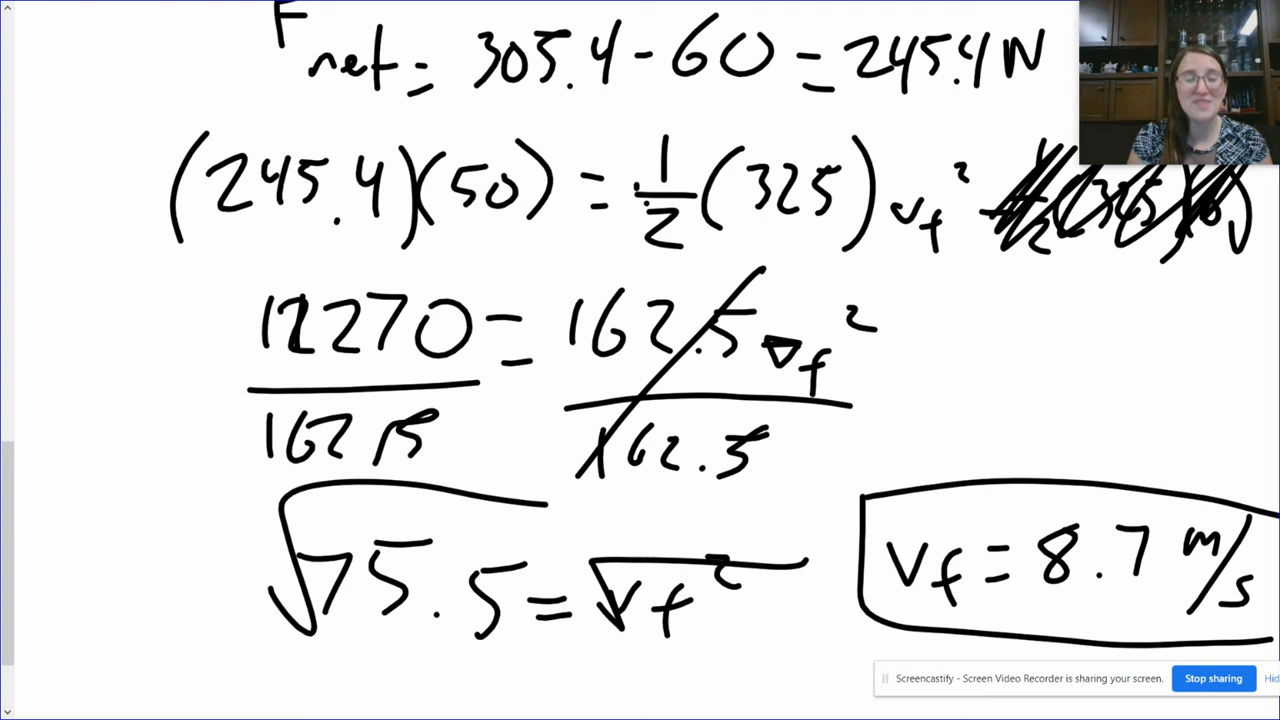 Fnet = 305.4 - 60 = 245.4 N
(245.4)(50) = 1/2 (325) vf²
12270 = 162.5 vf²
162.5 162.5
√75.5 = √vf²
vf = 8.7 m/s
Screencastify - Screen Video Recorder is sharing your screen. Stop sharing Hid